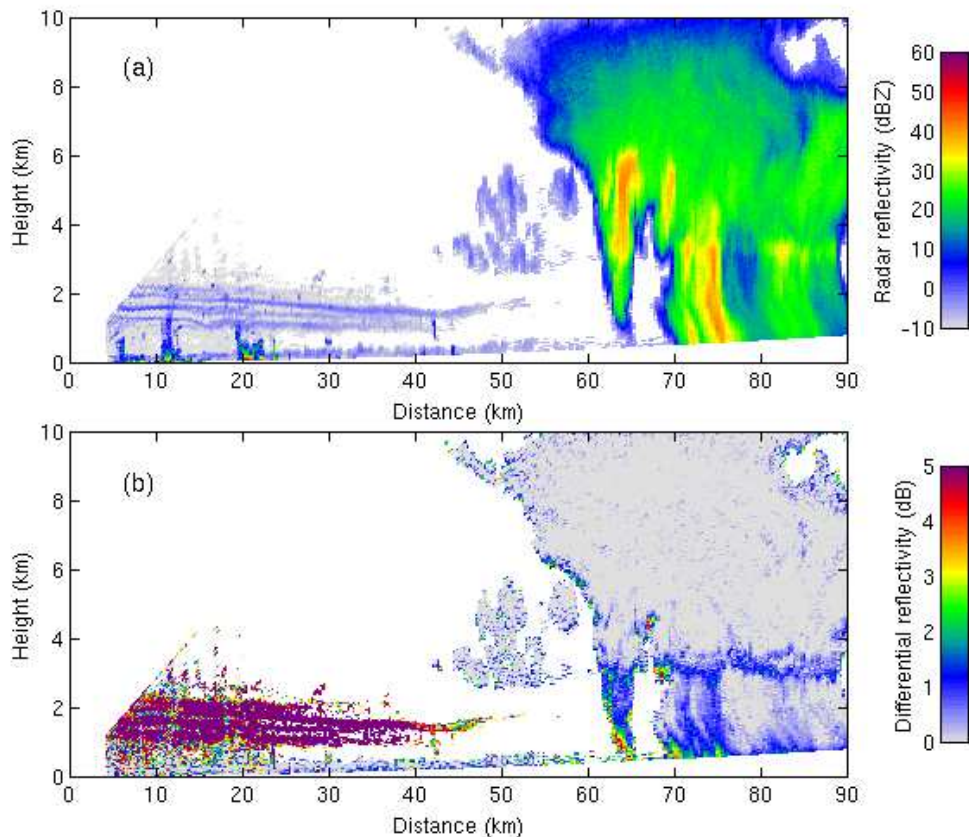 10
8
6
4
2
0
Height (km)
(a)
0 10 20 30 40 50 60 70 80 90
Distance (km)
60
50
40
30
20
10
0
-10
Radar reflectivity (dBZ)
10
8
6
4
2
0
Height (km)
(b)
0 10 20 30 40 50 60 70 80 90
Distance (km)
5
4
3
2
1
0
Differential reflectivity (dB)